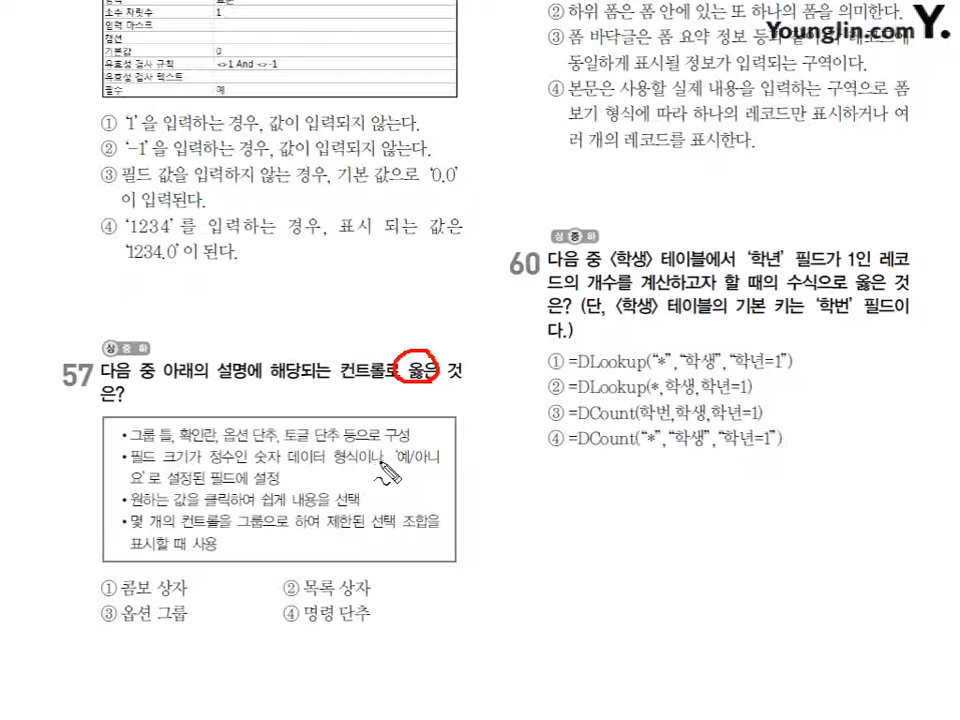 소수 자릿수 1
입력 마스크
캡션
기본값 0
유효성 검사 규칙 <>1 And <>-1
유효성 검사 텍스트
필수 예
① ‘1’을 입력하는 경우, 값이 입력되지 않는다.
② ‘-1’을 입력하는 경우, 값이 입력되지 않는다.
③ 필드 값을 입력하지 않는 경우, 기본 값으로 ‘0.0’
이 입력된다.
④ ‘1234’를 입력하는 경우, 표시 되는 값은
‘1234.0’이 된다.
상 중 하
57 다음 중 아래의 설명에 해당되는 컨트롤로 옳은 것
은?
• 그룹 틀, 확인란, 옵션 단추, 토글 단추 등으로 구성
• 필드 크기가 정수인 숫자 데이터 형식이나 ‘예/아니
요’로 설정된 필드에 설정
• 원하는 값을 클릭하여 쉽게 내용을 선택
• 몇 개의 컨트롤을 그룹으로 하여 제한된 선택 조합을
표시할 때 사용
① 콤보 상자 ② 목록 상자
③ 옵션 그룹 ④ 명령 단추
② 하위 폼은 폼 안에 있는 또 하나의 폼을 의미한다.
Younglin.com Y.
③ 폼 바닥글은 폼 요약 정보 등과 같이 각 레코드에
동일하게 표시될 정보가 입력되는 구역이다.
④ 본문은 사용할 실제 내용을 입력하는 구역으로 폼
보기 형식에 따라 하나의 레코드만 표시하거나 여
러 개의 레코드를 표시한다.
상 중 하
60 다음 중 〈학생〉 테이블에서 ‘학년’ 필드가 1인 레코
드의 개수를 계산하고자 할 때의 수식으로 옳은 것
은? (단, 〈학생〉 테이블의 기본 키는 ‘학번’ 필드이
다.)
① =DLookup(“*”,“학생”,“학년=1”)
② =DLookup(*,학생,학년=1)
③ =DCount(학번,학생,학년=1)
④ =DCount(“*”,“학생”,“학년=1”)